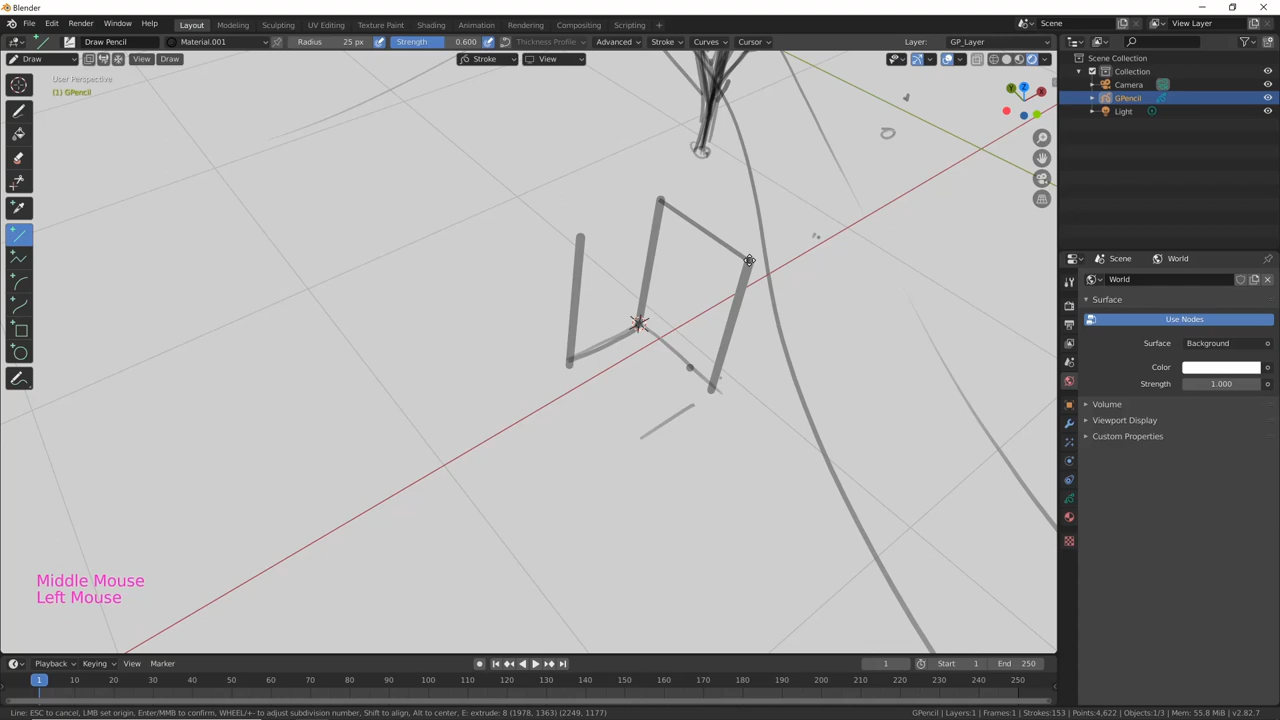 Blender
File Edit Render Window Help Layout Modeling Sculpting UV Editing Texture Paint Shading Animation Rendering Compositing Scripting Scene View Layer
Draw Pencil Material.001 Radius 25 px Strength 0.600 Thickness Profile Advanced Stroke Curves Cursor Layer: GP_Layer
Draw View Draw Stroke View Scene Collection
User Perspective
(1) GPencil
Collection
Camera
GPencil
Light
X
Y
Z
Scene World
World
Surface
Use Nodes
Surface Background
Color
Strength 1.000
Volume
Viewport Display
Custom Properties
Middle Mouse
Left Mouse
Playback Keying View Marker 1 Start 1 End 250
1 10 20 30 40 50 60 70 80 90 100 110 120 130 140 150 160 170 180 190 200 210 220 230 240 250
Line: ESC to cancel, LMB set origin, Enter/MMB to confirm, WHEEL/+- to adjust subdivision number, Shift to align, Alt to center, E: extrude: 8 (1978, 1363) (2249, 1177) GPencil | Layers:1 | Frames:1 | Strokes:153 | Points:4,622 | Objects:1/3 | Mem: 55.8 MiB | v2.82.7